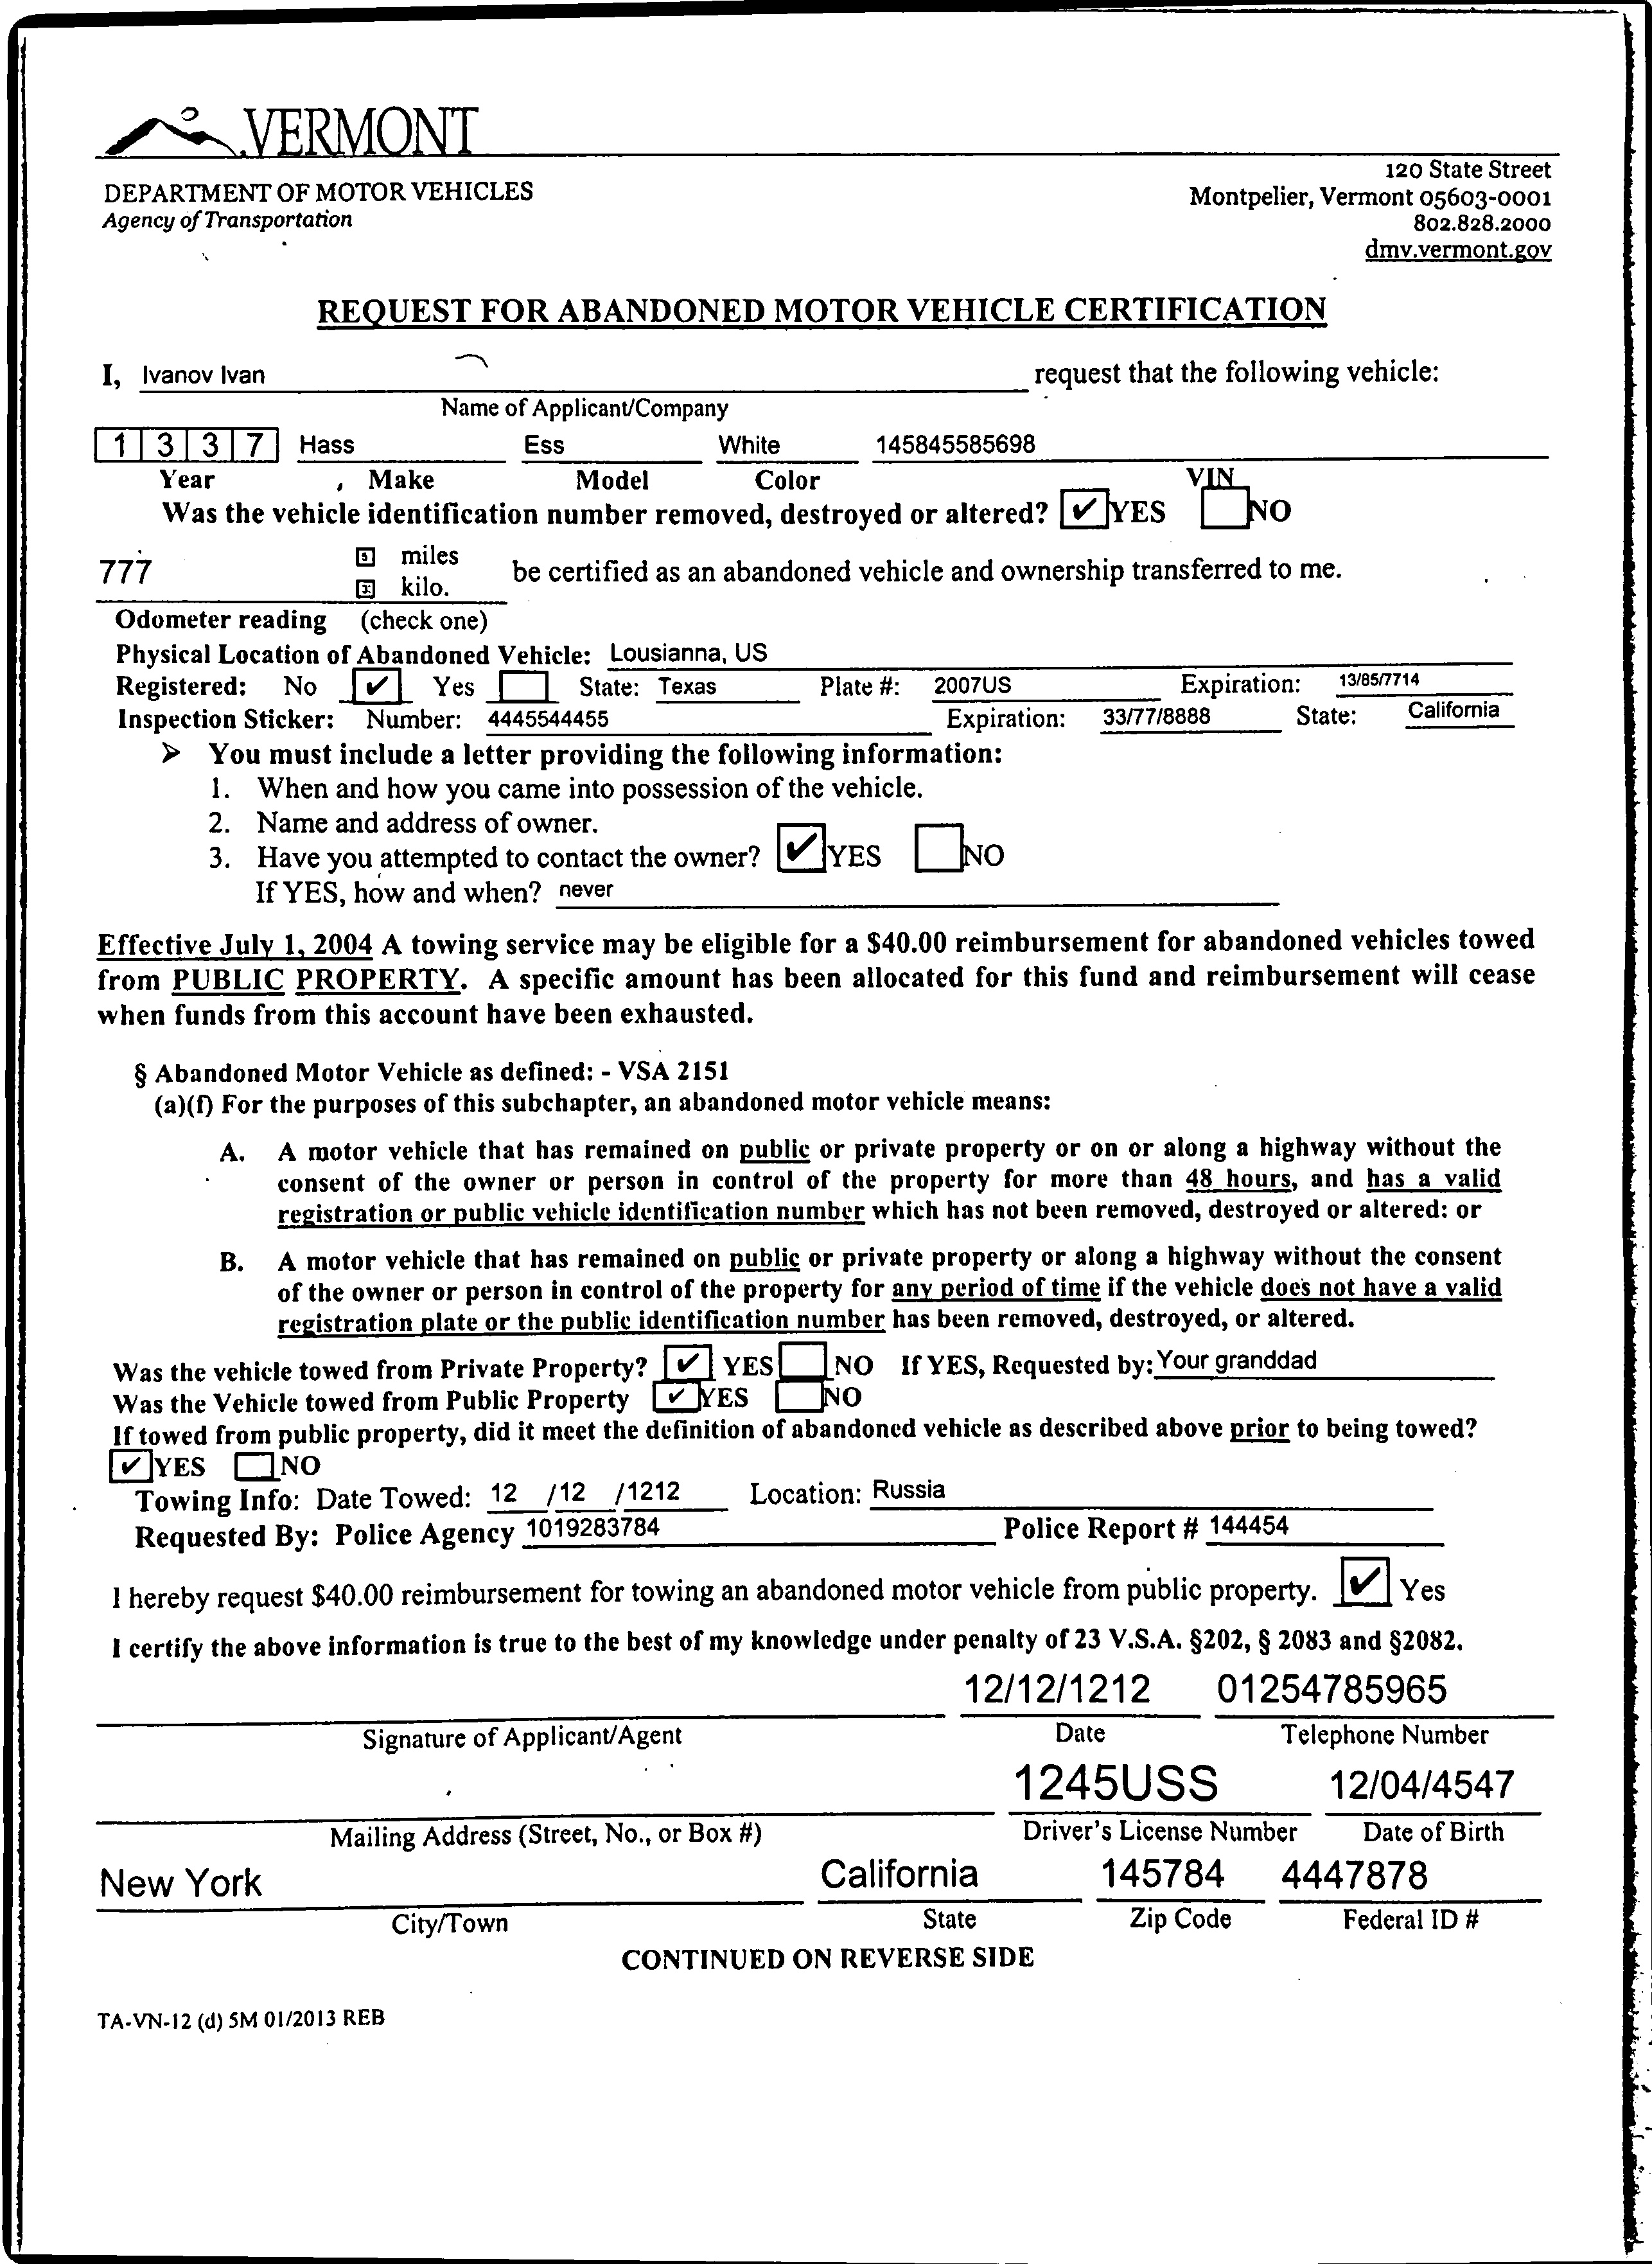 VERMONT
120 State Street
DEPARTMENT OF MOTOR VEHICLES
Montpelier, Vermont 05603-0001
Agency of Transportation
802.828.2000
dmv.vermont.gov
REQUEST FOR ABANDONED MOTOR VEHICLE CERTIFICATION
I, Ivanov Ivan request that the following vehicle:
Name of Applicant/Company
1 3 3 7 Hass Ess White 145845585698
Year Make Model Color VIN
Was the vehicle identification number removed, destroyed or altered? ✔ YES NO
777 miles
kilo. be certified as an abandoned vehicle and ownership transferred to me.
Odometer reading (check one)
Physical Location of Abandoned Vehicle: Lousianna, US
Registered: No ✔ Yes State: Texas Plate #: 2007US Expiration: 13/85/7714
Inspection Sticker: Number: 4445544455 Expiration: 33/77/8888 State: California
➢ You must include a letter providing the following information:
1. When and how you came into possession of the vehicle.
2. Name and address of owner.
3. Have you attempted to contact the owner? ✔ YES NO
If YES, how and when? never
Effective July 1, 2004 A towing service may be eligible for a $40.00 reimbursement for abandoned vehicles towed
from PUBLIC PROPERTY. A specific amount has been allocated for this fund and reimbursement will cease
when funds from this account have been exhausted.
§ Abandoned Motor Vehicle as defined: - VSA 2151
(a)(f) For the purposes of this subchapter, an abandoned motor vehicle means:
A. A motor vehicle that has remained on public or private property or on or along a highway without the
consent of the owner or person in control of the property for more than 48 hours, and has a valid
registration or public vehicle identification number which has not been removed, destroyed or altered: or
B. A motor vehicle that has remained on public or private property or along a highway without the consent
of the owner or person in control of the property for any period of time if the vehicle does not have a valid
registration plate or the public identification number has been removed, destroyed, or altered.
Was the vehicle towed from Private Property? ✔ YES NO If YES, Requested by: Your granddad
Was the Vehicle towed from Public Property ✔ YES NO
If towed from public property, did it meet the definition of abandoned vehicle as described above prior to being towed?
✔ YES NO
Towing Info: Date Towed: 12 /12 /1212 Location: Russia
Requested By: Police Agency 1019283784 Police Report # 144454
I hereby request $40.00 reimbursement for towing an abandoned motor vehicle from public property. ✔ Yes
I certify the above information is true to the best of my knowledge under penalty of 23 V.S.A. §202, § 2083 and §2082.
12/12/1212 01254785965
Signature of Applicant/Agent Date Telephone Number
1245USS 12/04/4547
Mailing Address (Street, No., or Box #) Driver's License Number Date of Birth
New York California 145784 4447878
City/Town State Zip Code Federal ID #
CONTINUED ON REVERSE SIDE
TA-VN-12 (d) 5M 01/2013 REB